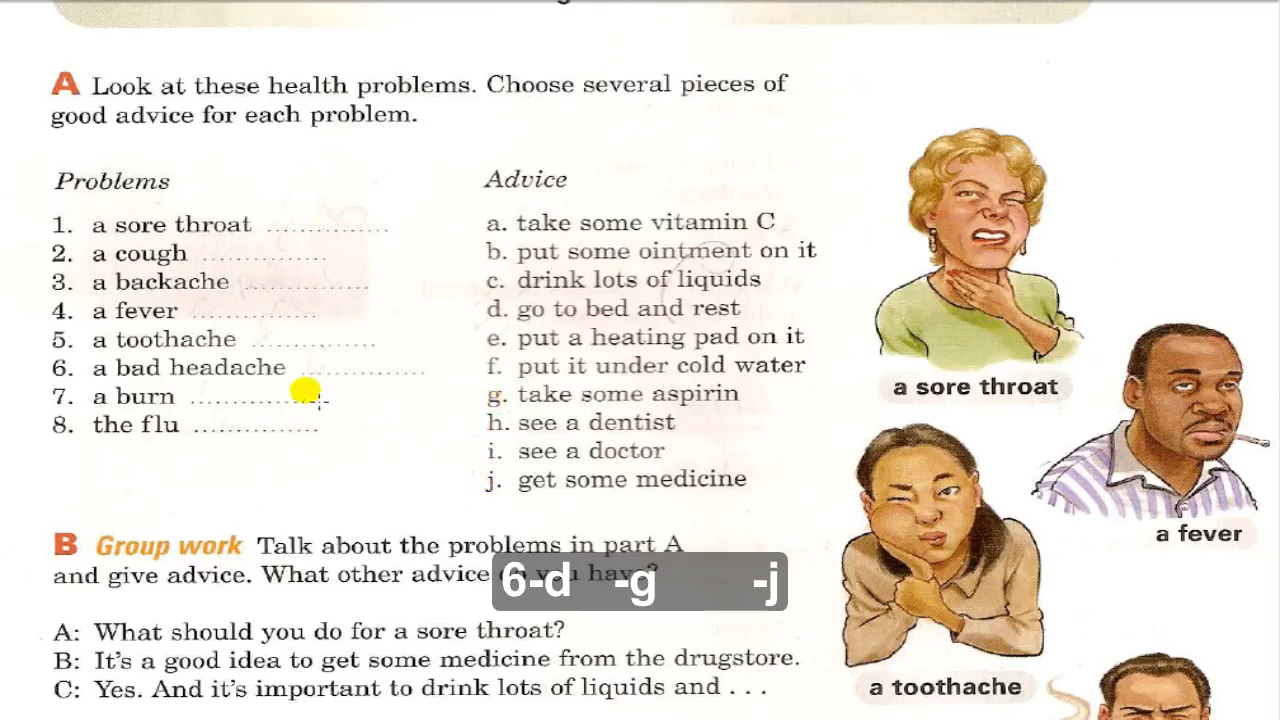 A Look at these health problems. Choose several pieces of
good advice for each problem.
Problems
1. a sore throat ...............
2. a cough ...............
3. a backache ...............
4. a fever ...............
5. a toothache ...............
6. a bad headache ...............
7. a burn ...............
8. the flu ...............
Advice
a. take some vitamin C
b. put some ointment on it
c. drink lots of liquids
d. go to bed and rest
e. put a heating pad on it
f. put it under cold water
g. take some aspirin
h. see a dentist
i. see a doctor
j. get some medicine
a sore throat
a fever
a toothache
B Group work Talk about the problems in part A
and give advice. What other advice do you have?
6-d -g -j
A: What should you do for a sore throat?
B: It's a good idea to get some medicine from the drugstore.
C: Yes. And it's important to drink lots of liquids and . . .